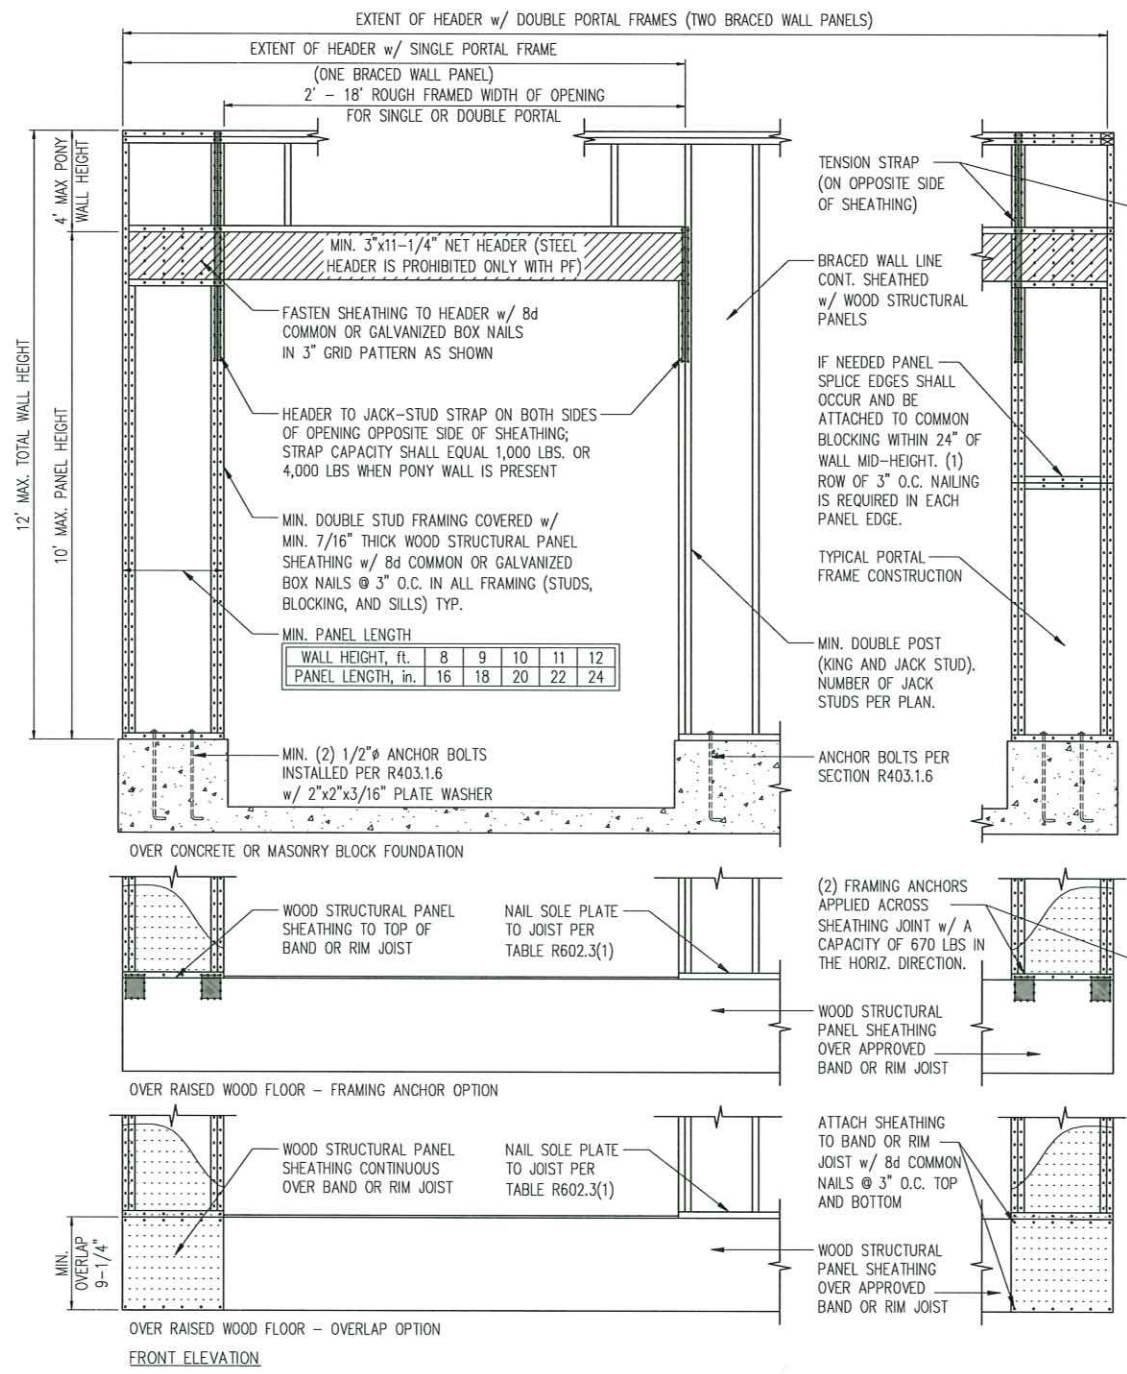 EXTENT OF HEADER w/ DOUBLE PORTAL FRAMES (TWO BRACED WALL PANELS)
EXTENT OF HEADER w/ SINGLE PORTAL FRAME
(ONE BRACED WALL PANEL)
2' - 18' ROUGH FRAMED WIDTH OF OPENING
FOR SINGLE OR DOUBLE PORTAL
12' MAX. TOTAL WALL HEIGHT
4' MAX PONY
WALL HEIGHT
10' MAX. PANEL HEIGHT
MIN. 3"x11-1/4" NET HEADER (STEEL
HEADER IS PROHIBITED ONLY WITH PF)
FASTEN SHEATHING TO HEADER w/ 8d
COMMON OR GALVANIZED BOX NAILS
IN 3" GRID PATTERN AS SHOWN
HEADER TO JACK-STUD STRAP ON BOTH SIDES
OF OPENING OPPOSITE SIDE OF SHEATHING;
STRAP CAPACITY SHALL EQUAL 1,000 LBS. OR
4,000 LBS WHEN PONY WALL IS PRESENT
MIN. DOUBLE STUD FRAMING COVERED w/
MIN. 7/16" THICK WOOD STRUCTURAL PANEL
SHEATHING w/ 8d COMMON OR GALVANIZED
BOX NAILS @ 3" O.C. IN ALL FRAMING (STUDS,
BLOCKING, AND SILLS) TYP.
MIN. PANEL LENGTH
WALL HEIGHT, ft. 8 9 10 11 12
PANEL LENGTH, in. 16 18 20 22 24
MIN. (2) 1/2"ø ANCHOR BOLTS
INSTALLED PER R403.1.6
w/ 2"x2"x3/16" PLATE WASHER
TENSION STRAP
(ON OPPOSITE SIDE
OF SHEATHING)
BRACED WALL LINE
CONT. SHEATHED
w/ WOOD STRUCTURAL
PANELS
IF NEEDED PANEL
SPLICE EDGES SHALL
OCCUR AND BE
ATTACHED TO COMMON
BLOCKING WITHIN 24" OF
WALL MID-HEIGHT. (1)
ROW OF 3" O.C. NAILING
IS REQUIRED IN EACH
PANEL EDGE.
TYPICAL PORTAL
FRAME CONSTRUCTION
MIN. DOUBLE POST
(KING AND JACK STUD).
NUMBER OF JACK
STUDS PER PLAN.
ANCHOR BOLTS PER
SECTION R403.1.6
OVER CONCRETE OR MASONRY BLOCK FOUNDATION
WOOD STRUCTURAL PANEL
SHEATHING TO TOP OF
BAND OR RIM JOIST
NAIL SOLE PLATE
TO JOIST PER
TABLE R602.3(1)
(2) FRAMING ANCHORS
APPLIED ACROSS
SHEATHING JOINT w/ A
CAPACITY OF 670 LBS IN
THE HORIZ. DIRECTION.
WOOD STRUCTURAL
PANEL SHEATHING
OVER APPROVED
BAND OR RIM JOIST
OVER RAISED WOOD FLOOR - FRAMING ANCHOR OPTION
WOOD STRUCTURAL PANEL
SHEATHING CONTINUOUS
OVER BAND OR RIM JOIST
NAIL SOLE PLATE
TO JOIST PER
TABLE R602.3(1)
ATTACH SHEATHING
TO BAND OR RIM
JOIST w/ 8d COMMON
NAILS @ 3" O.C. TOP
AND BOTTOM
MIN.
OVERLAP
9-1/4"
WOOD STRUCTURAL
PANEL SHEATHING
OVER APPROVED
BAND OR RIM JOIST
OVER RAISED WOOD FLOOR - OVERLAP OPTION
FRONT ELEVATION